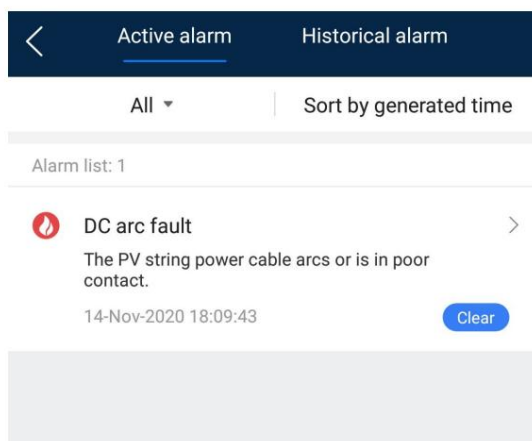 Active alarm Historical alarm
All Sort by generated time
Alarm list: 1
DC arc fault
The PV string power cable arcs or is in poor
contact.
14-Nov-2020 18:09:43 Clear